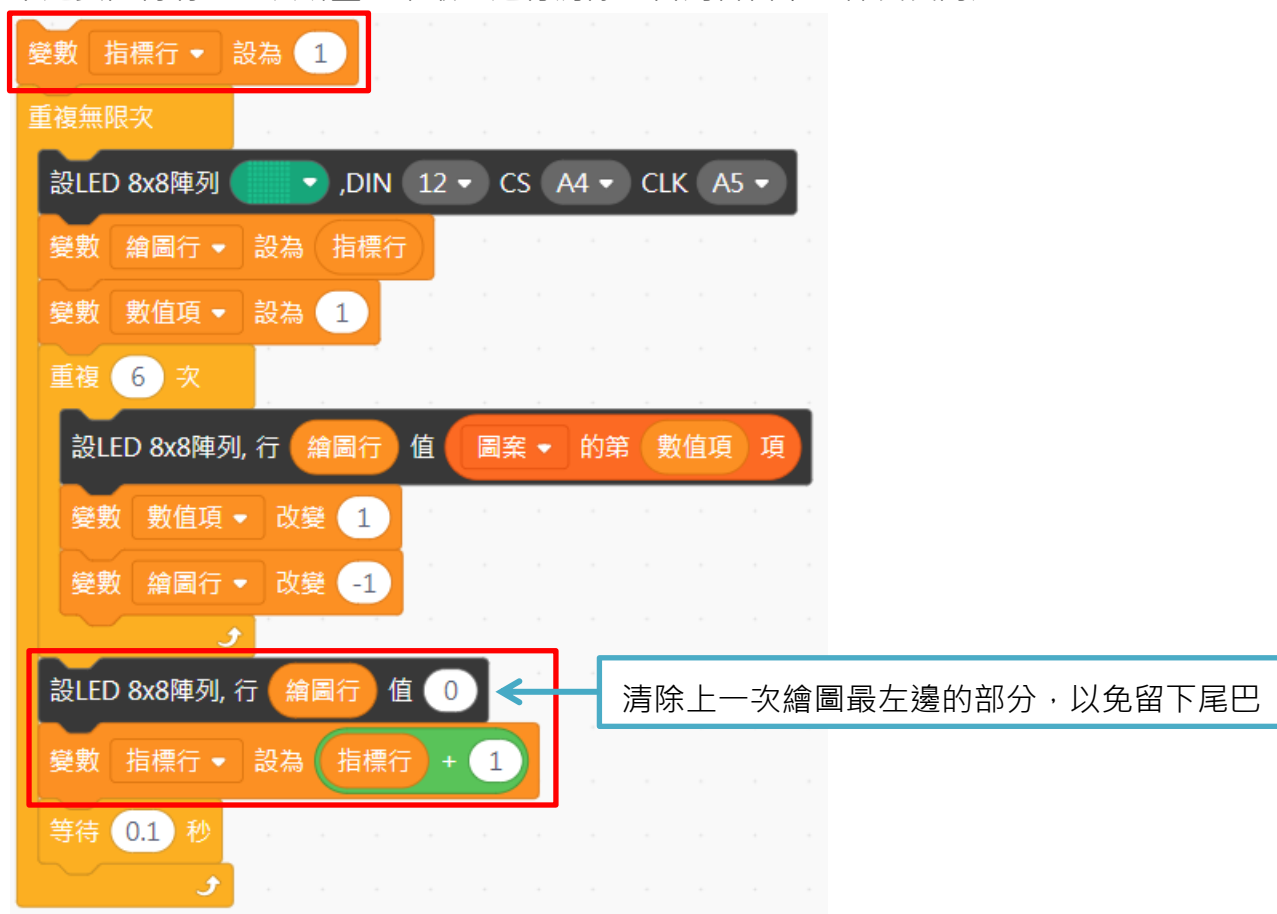 變數 指標行 設為 1
重複無限次
設LED 8x8陣列 ,DIN 12 CS A4 CLK A5
變數 繪圖行 設為 指標行
變數 數值項 設為 1
重複 6 次
設LED 8x8陣列, 行 繪圖行 值 圖案 的第 數值項 項
變數 數值項 改變 1
變數 繪圖行 改變 -1
設LED 8x8陣列, 行 繪圖行 值 0
清除上一次繪圖最左邊的部分，以免留下尾巴
變數 指標行 設為 指標行 + 1
等待 0.1 秒